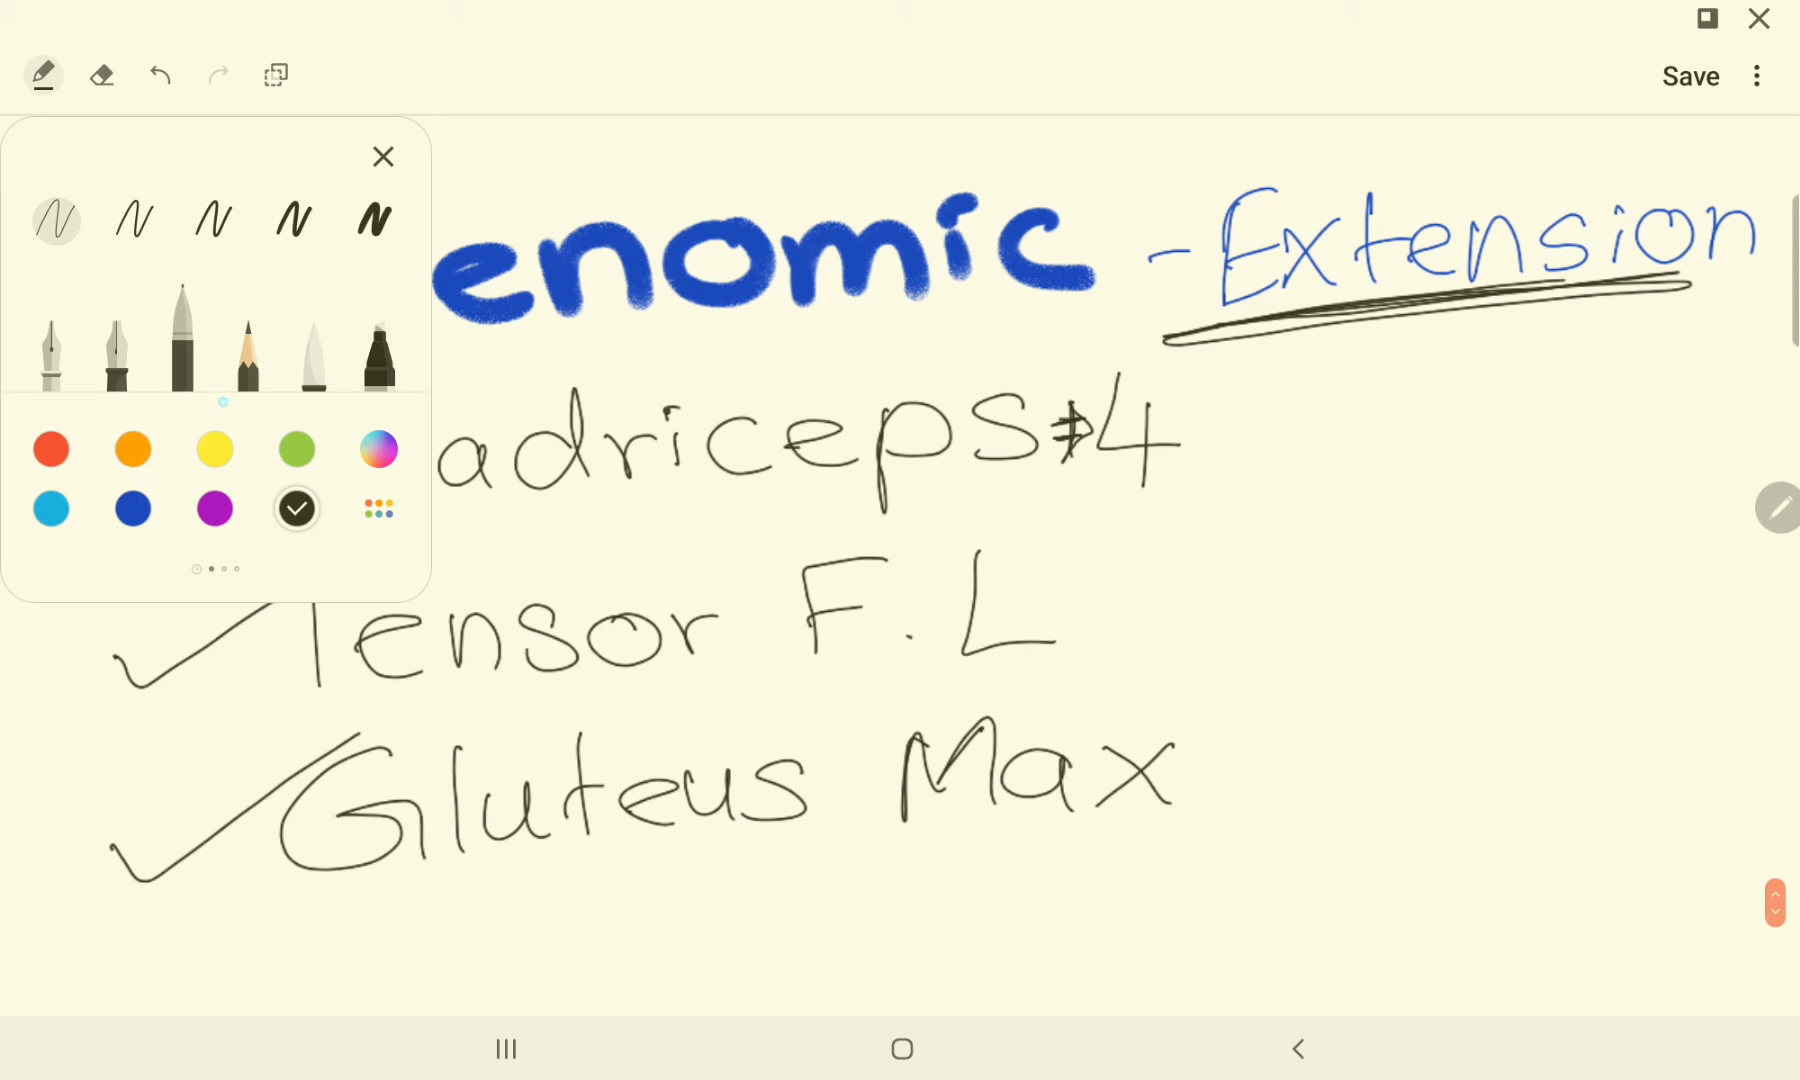 Save
enomic - Extension
adriceps 4
Tensor F. L
Gluteus Max